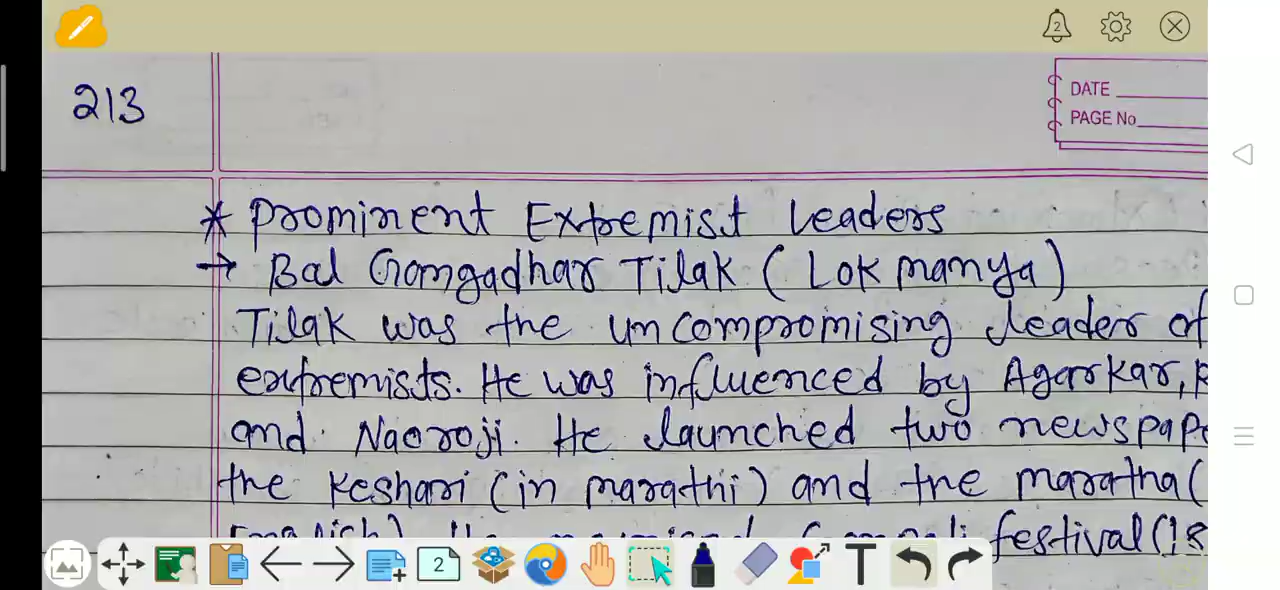 2
213
DATE
PAGE No
* Prominent Extremist Leaders
→ Bal Gangadhar Tilak (Lokmanya)
Tilak was the uncompromising leader of
extremists. He was influenced by Agarkar,
and Naoroji. He launched two newspape
the Keshari (in marathi) and the maratha (
festival (18
2
T